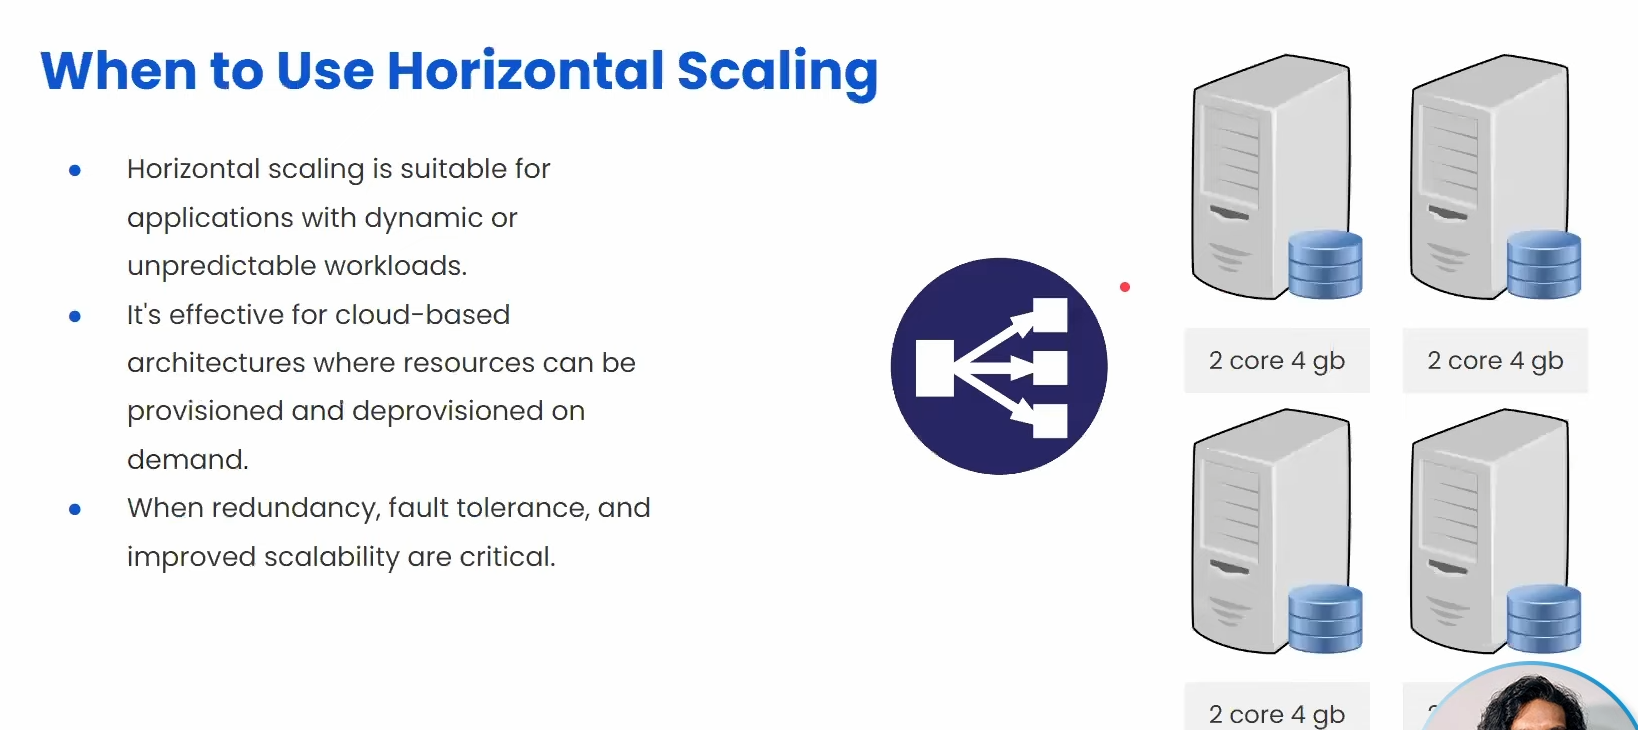 When to Use Horizontal Scaling
Horizontal scaling is suitable for
applications with dynamic or
unpredictable workloads.
It's effective for cloud-based
architectures where resources can be
provisioned and deprovisioned on
demand.
When redundancy, fault tolerance, and
improved scalability are critical.
2 core 4 gb
2 core 4 gb
2 core 4 gb